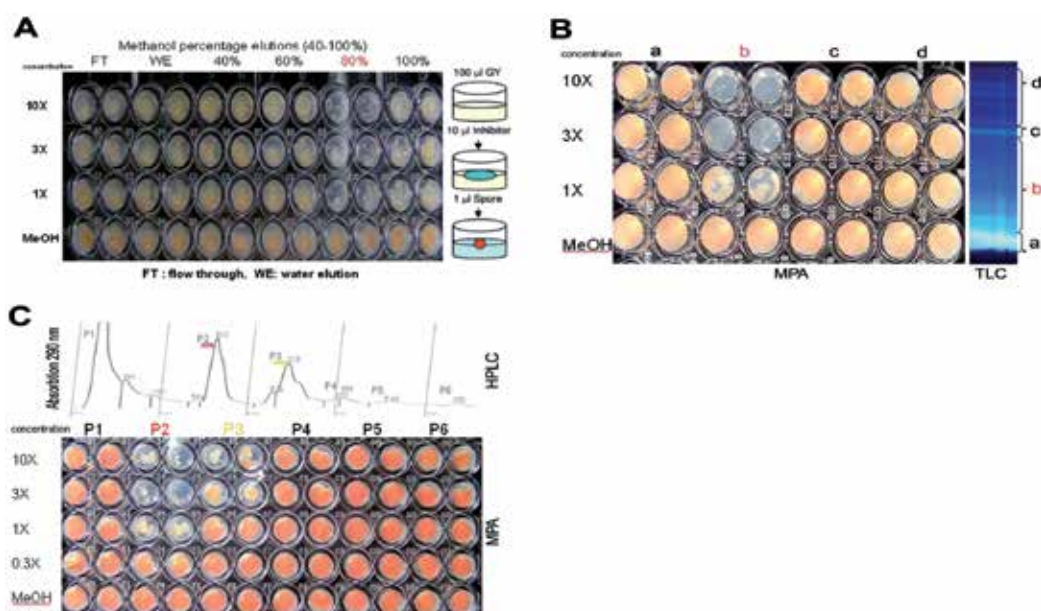 A
Methanol percentage elutions (40-100%)
concentration FT WE 40% 60% 80% 100%
10X
3X
1X
MeOH
100 µl GY
10 µl Inhibitor
1 µl Spore
FT : flow through, WE: water elution
B
concentration a b c d
10X
3X
1X
MeOH
MPA
TLC
d
c
b
a
C
Absorbtion 290 nm
P1
P2
P3
P4
P5
P6
HPLC
concentration P1 P2 P3 P4 P5 P6
10X
3X
1X
0.3X
MeOH
MPA